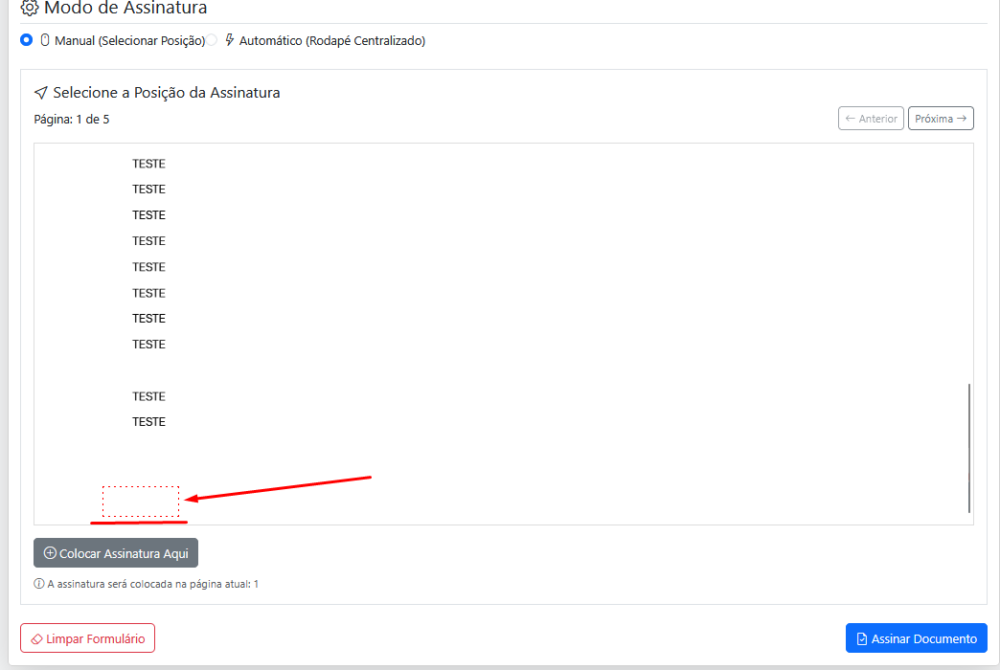 Modo de Assinatura
Manual (Selecionar Posição) Automático (Rodapé Centralizado)
Selecione a Posição da Assinatura
Página: 1 de 5
← Anterior Próxima →
TESTE
TESTE
TESTE
TESTE
TESTE
TESTE
TESTE
TESTE
TESTE
TESTE
Colocar Assinatura Aqui
A assinatura será colocada na página atual: 1
Limpar Formulário
Assinar Documento